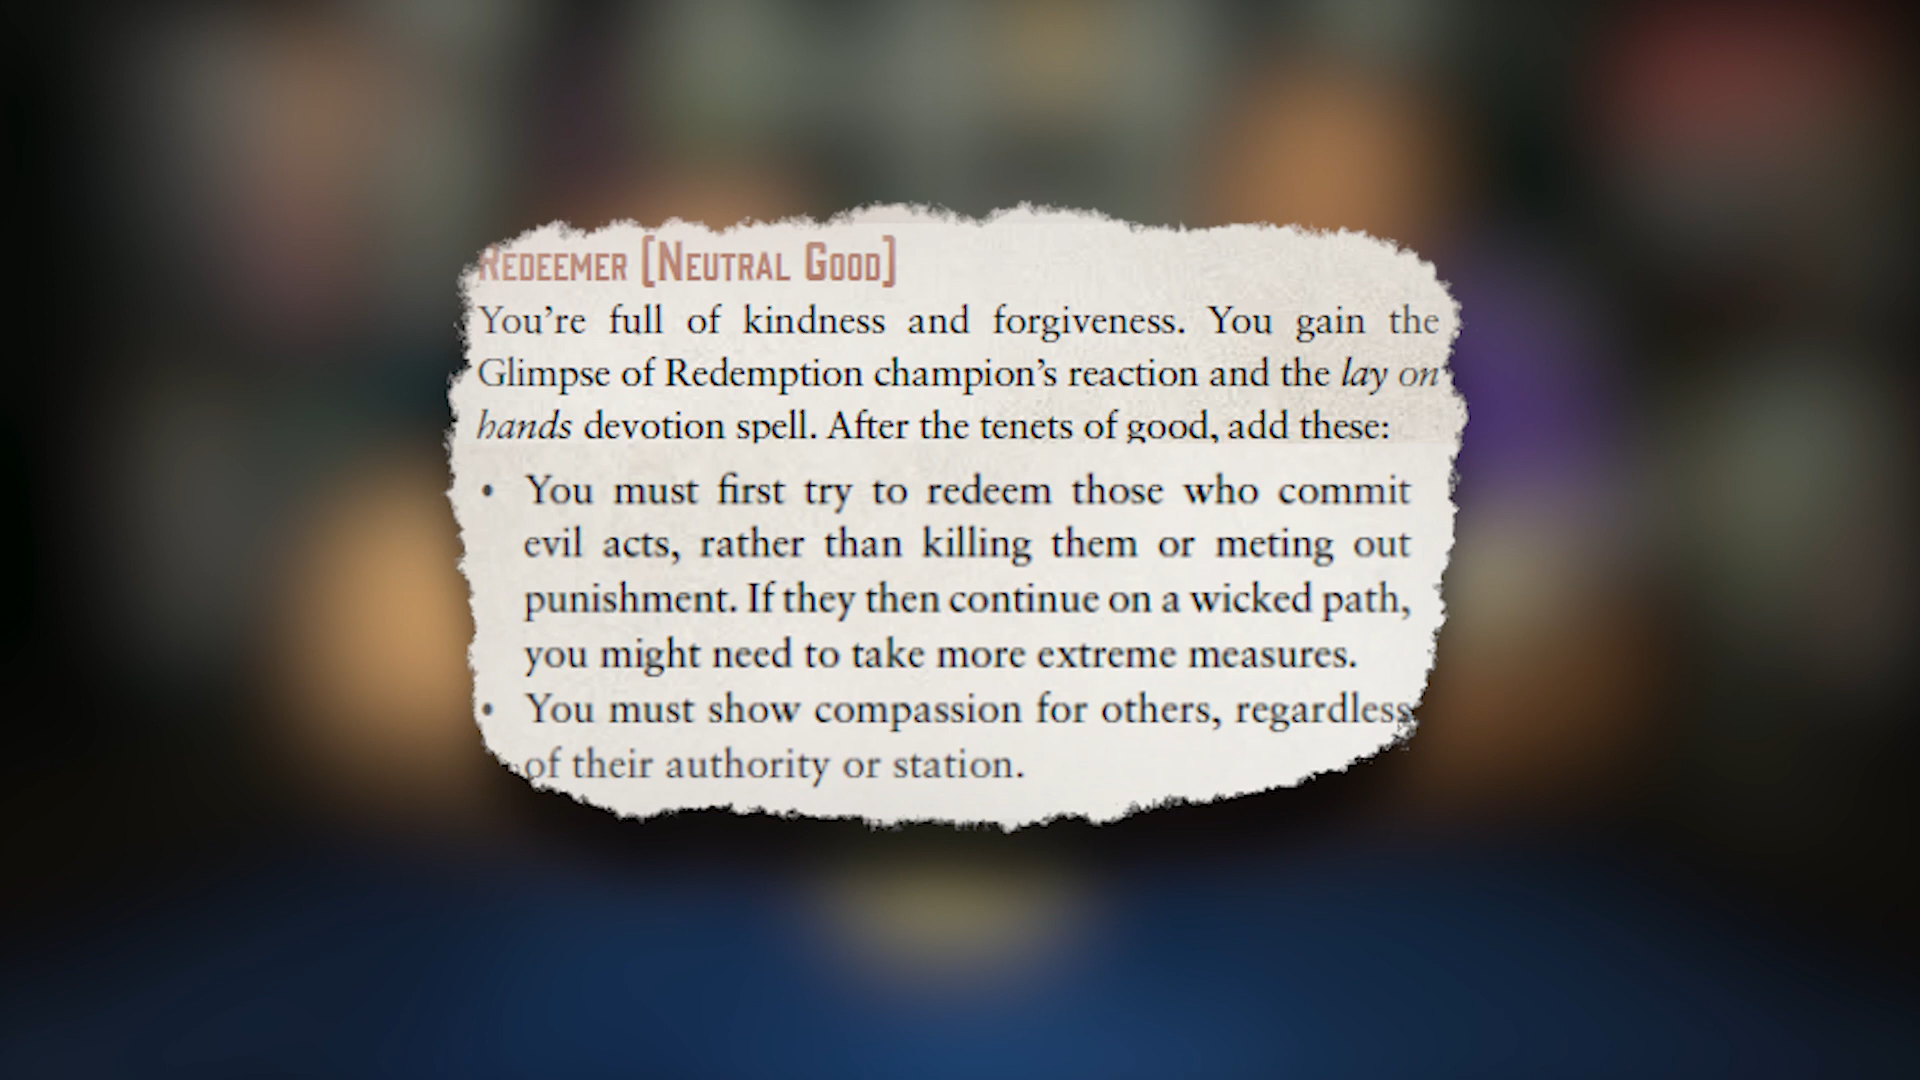 Redeemer [Neutral Good]
You're full of kindness and forgiveness. You gain the
Glimpse of Redemption champion's reaction and the lay on
hands devotion spell. After the tenets of good, add these:
• You must first try to redeem those who commit
evil acts, rather than killing them or meting out
punishment. If they then continue on a wicked path,
you might need to take more extreme measures.
• You must show compassion for others, regardless
of their authority or station.